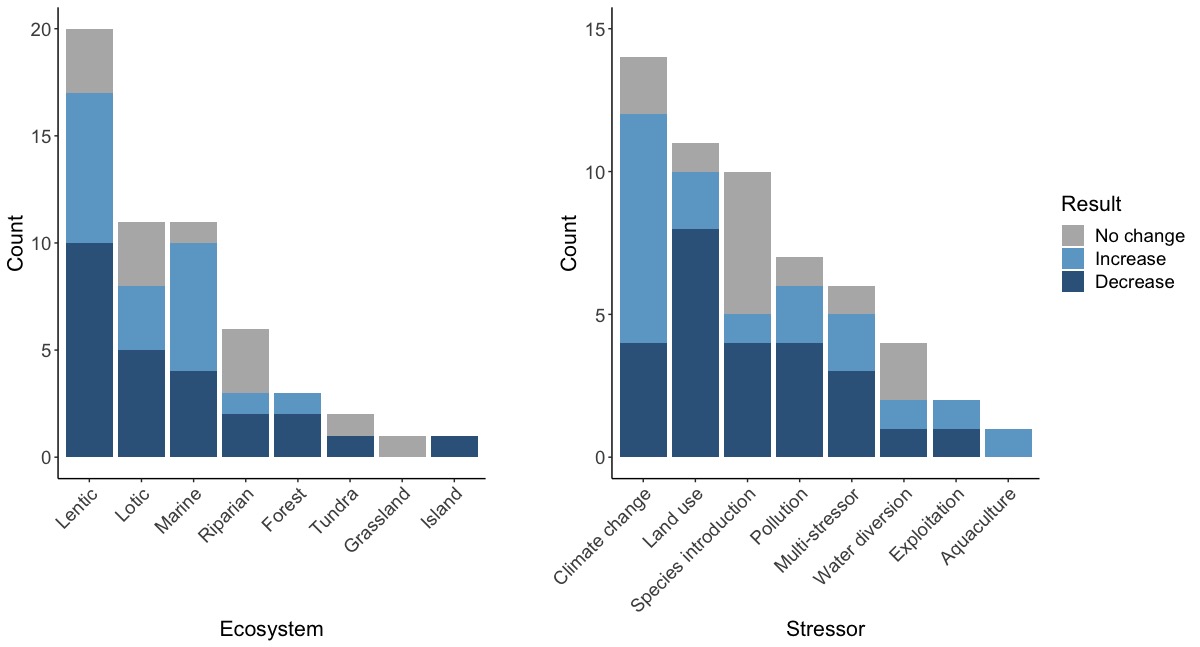 Count
20
15
10
5
0
Lentic
Lotic
Marine
Riparian
Forest
Tundra
Grassland
Island
Ecosystem
Count
15
10
5
0
Climate change
Land use
Species introduction
Pollution
Multi-stressor
Water diversion
Exploitation
Aquaculture
Stressor
Result
No change
Increase
Decrease